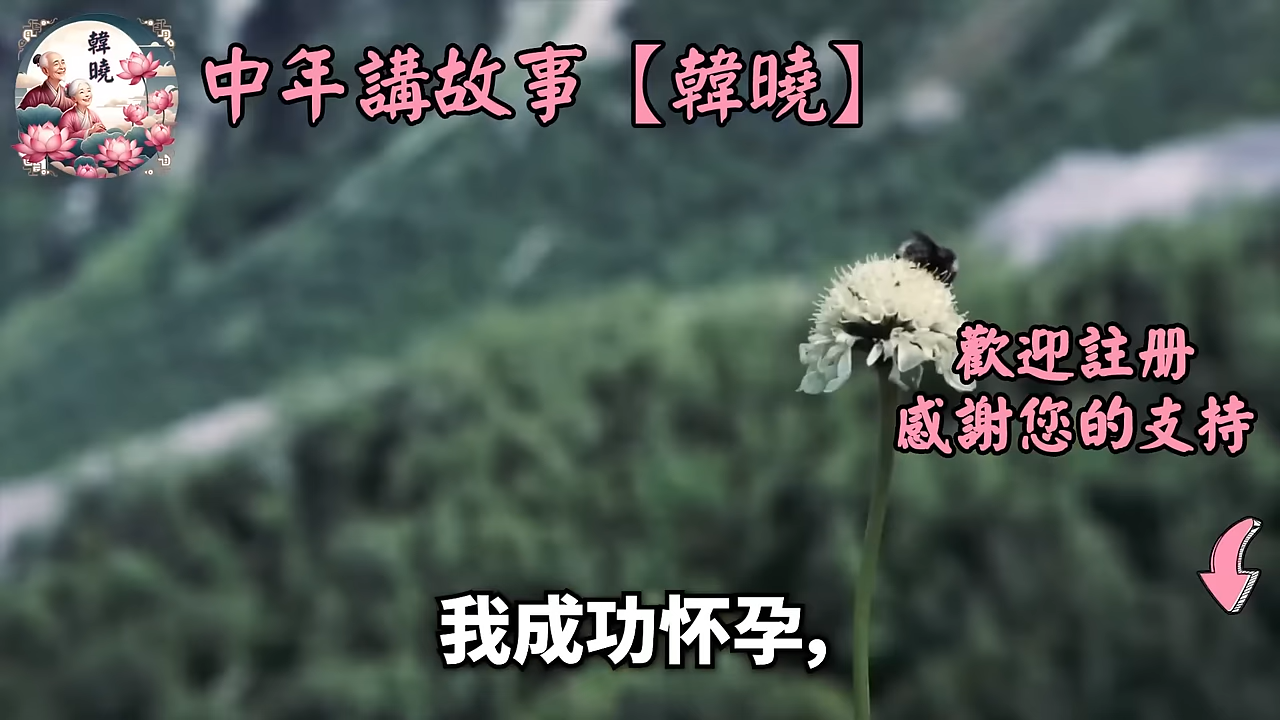 韓曉
中年講故事【韓曉】
歡迎註册
感謝您的支持
我成功怀孕,